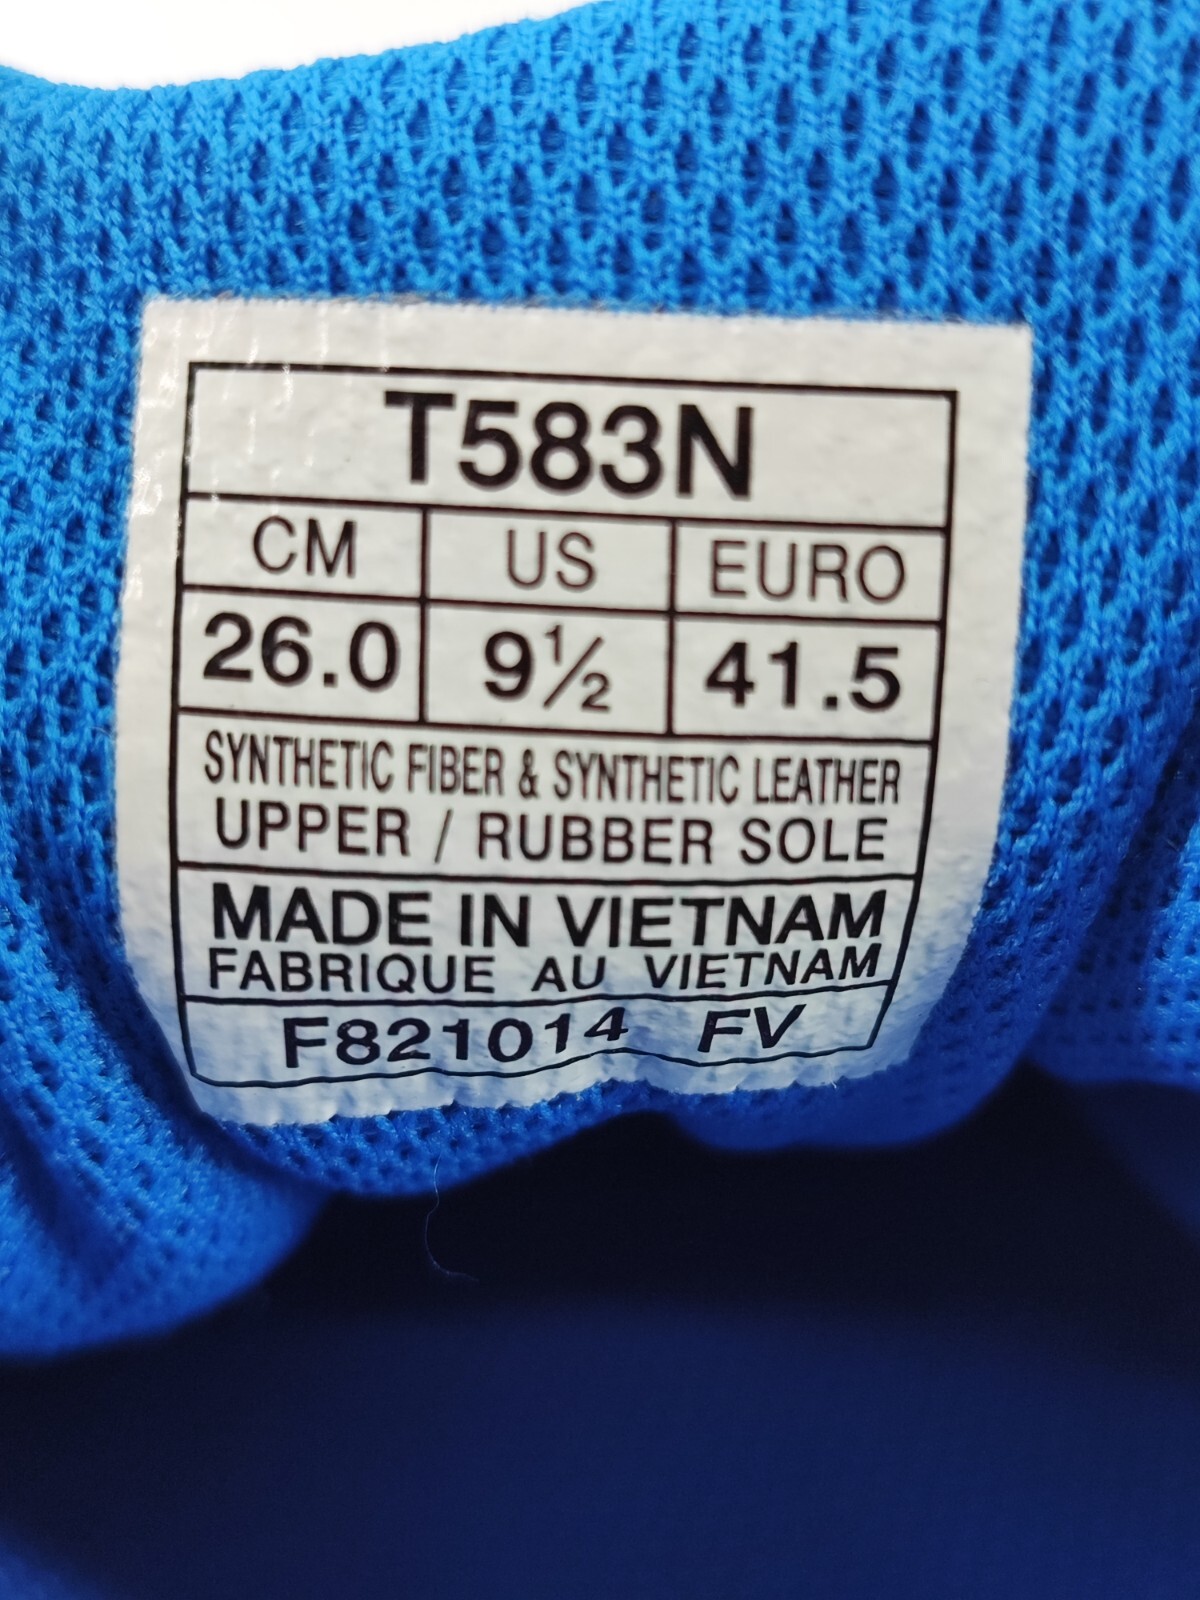 T583N
CM US EURO
26.0 9½ 41.5
SYNTHETIC FIBER & SYNTHETIC LEATHER
UPPER / RUBBER SOLE
MADE IN VIETNAM
FABRIQUE AU VIETNAM
F821014 FV